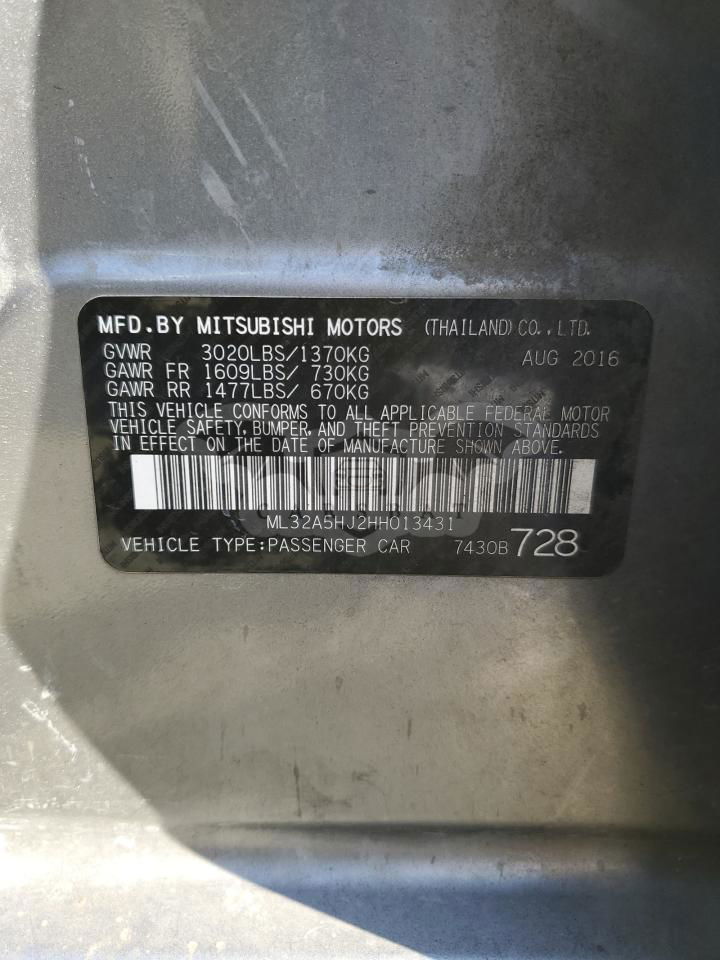 MFD.BY MITSUBISHI MOTORS (THAILAND)CO.,LTD.
GVWR 3020LBS/1370KG AUG 2016
GAWR FR 1609LBS/ 730KG
GAWR RR 1477LBS/ 670KG
THIS VEHICLE CONFORMS TO ALL APPLICABLE FEDERAL MOTOR
VEHICLE SAFETY, BUMPER, AND THEFT PREVENTION STANDARDS
IN EFFECT ON THE DATE OF MANUFACTURE SHOWN ABOVE.
ML32A5HJ2HH013431
VEHICLE TYPE:PASSENGER CAR 7430B 728